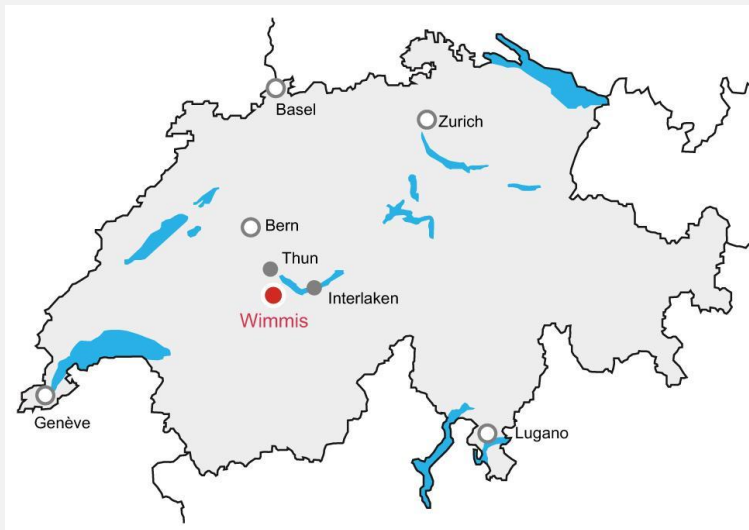 Basel
Zurich
Bern
Thun
Interlaken
Wimmis
Genève
Lugano